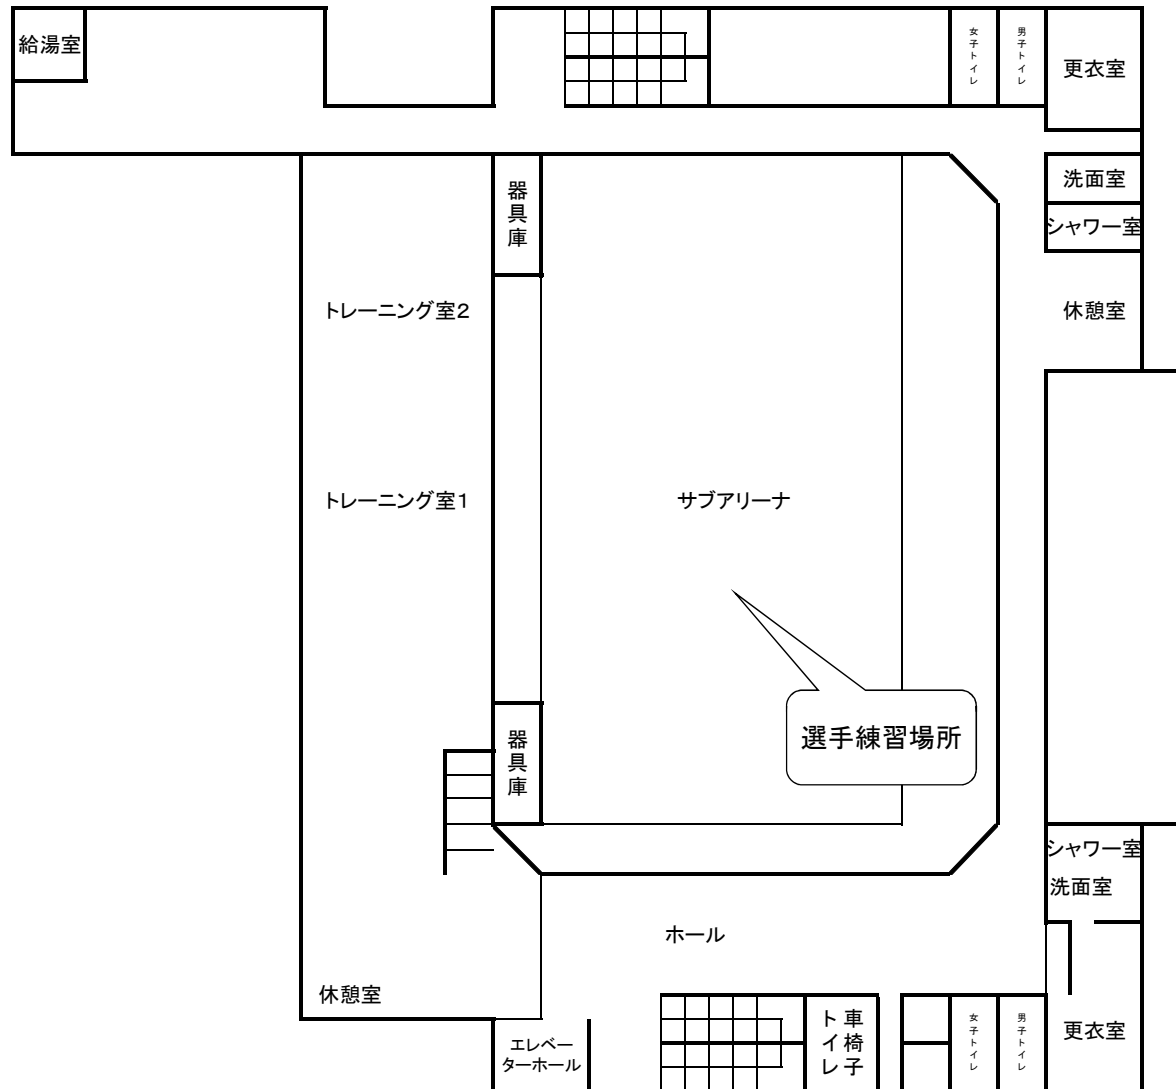 給湯室
女子トイレ
男子トイレ
更衣室
器具庫
洗面室
シャワー室
トレーニング室2
休憩室
トレーニング室1
サブアリーナ
選手練習場所
器具庫
シャワー室
洗面室
ホール
休憩室
エレベー
ターホール
車椅子
トイレ
女子トイレ
男子トイレ
更衣室